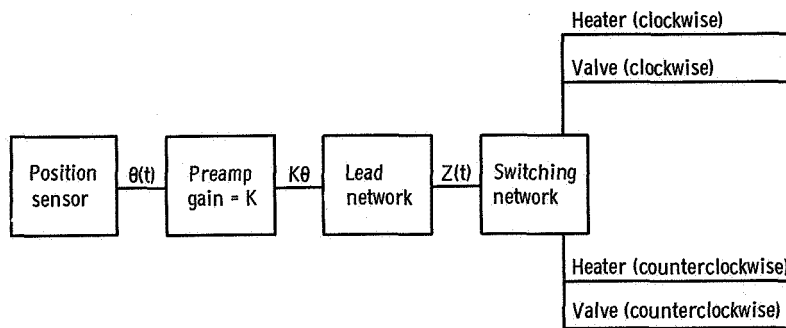 Heater (clockwise)
Valve (clockwise)
Position
sensor
θ(t)
Preamp
gain = K
Kθ
Lead
network
Z(t)
Switching
network
Heater (counterclockwise)
Valve (counterclockwise)